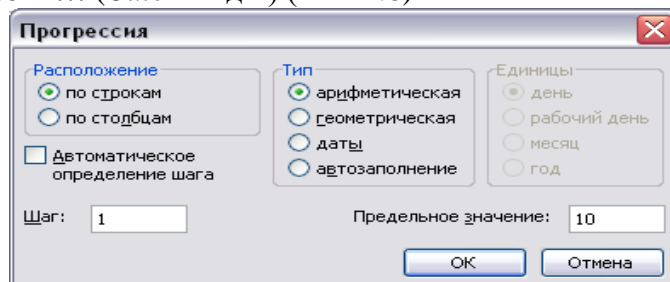 Прогрессия
Расположение
по строкам
по столбцам
Автоматическое
определение шага
Тип
арифметическая
геометрическая
даты
автозаполнение
Единицы
день
рабочий день
месяц
год
Шаг: 1
Предельное значение: 10
ОК
Отмена